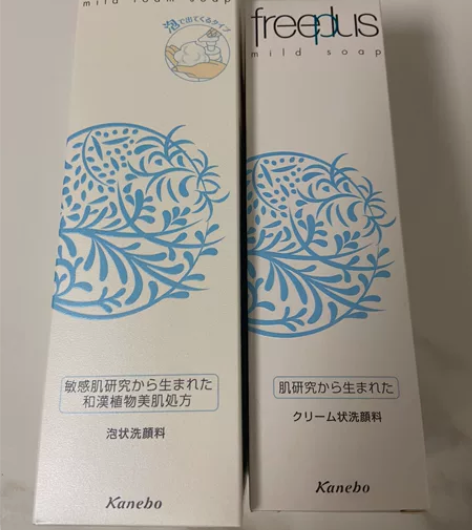 mild foam soap
泡で出てくるタイプ
敏感肌研究から生まれた
和漢植物美肌処方
泡状洗顔料
Kanebo
freeplus
mild soap
肌研究から生まれた
クリーム状洗顔料
Kanebo